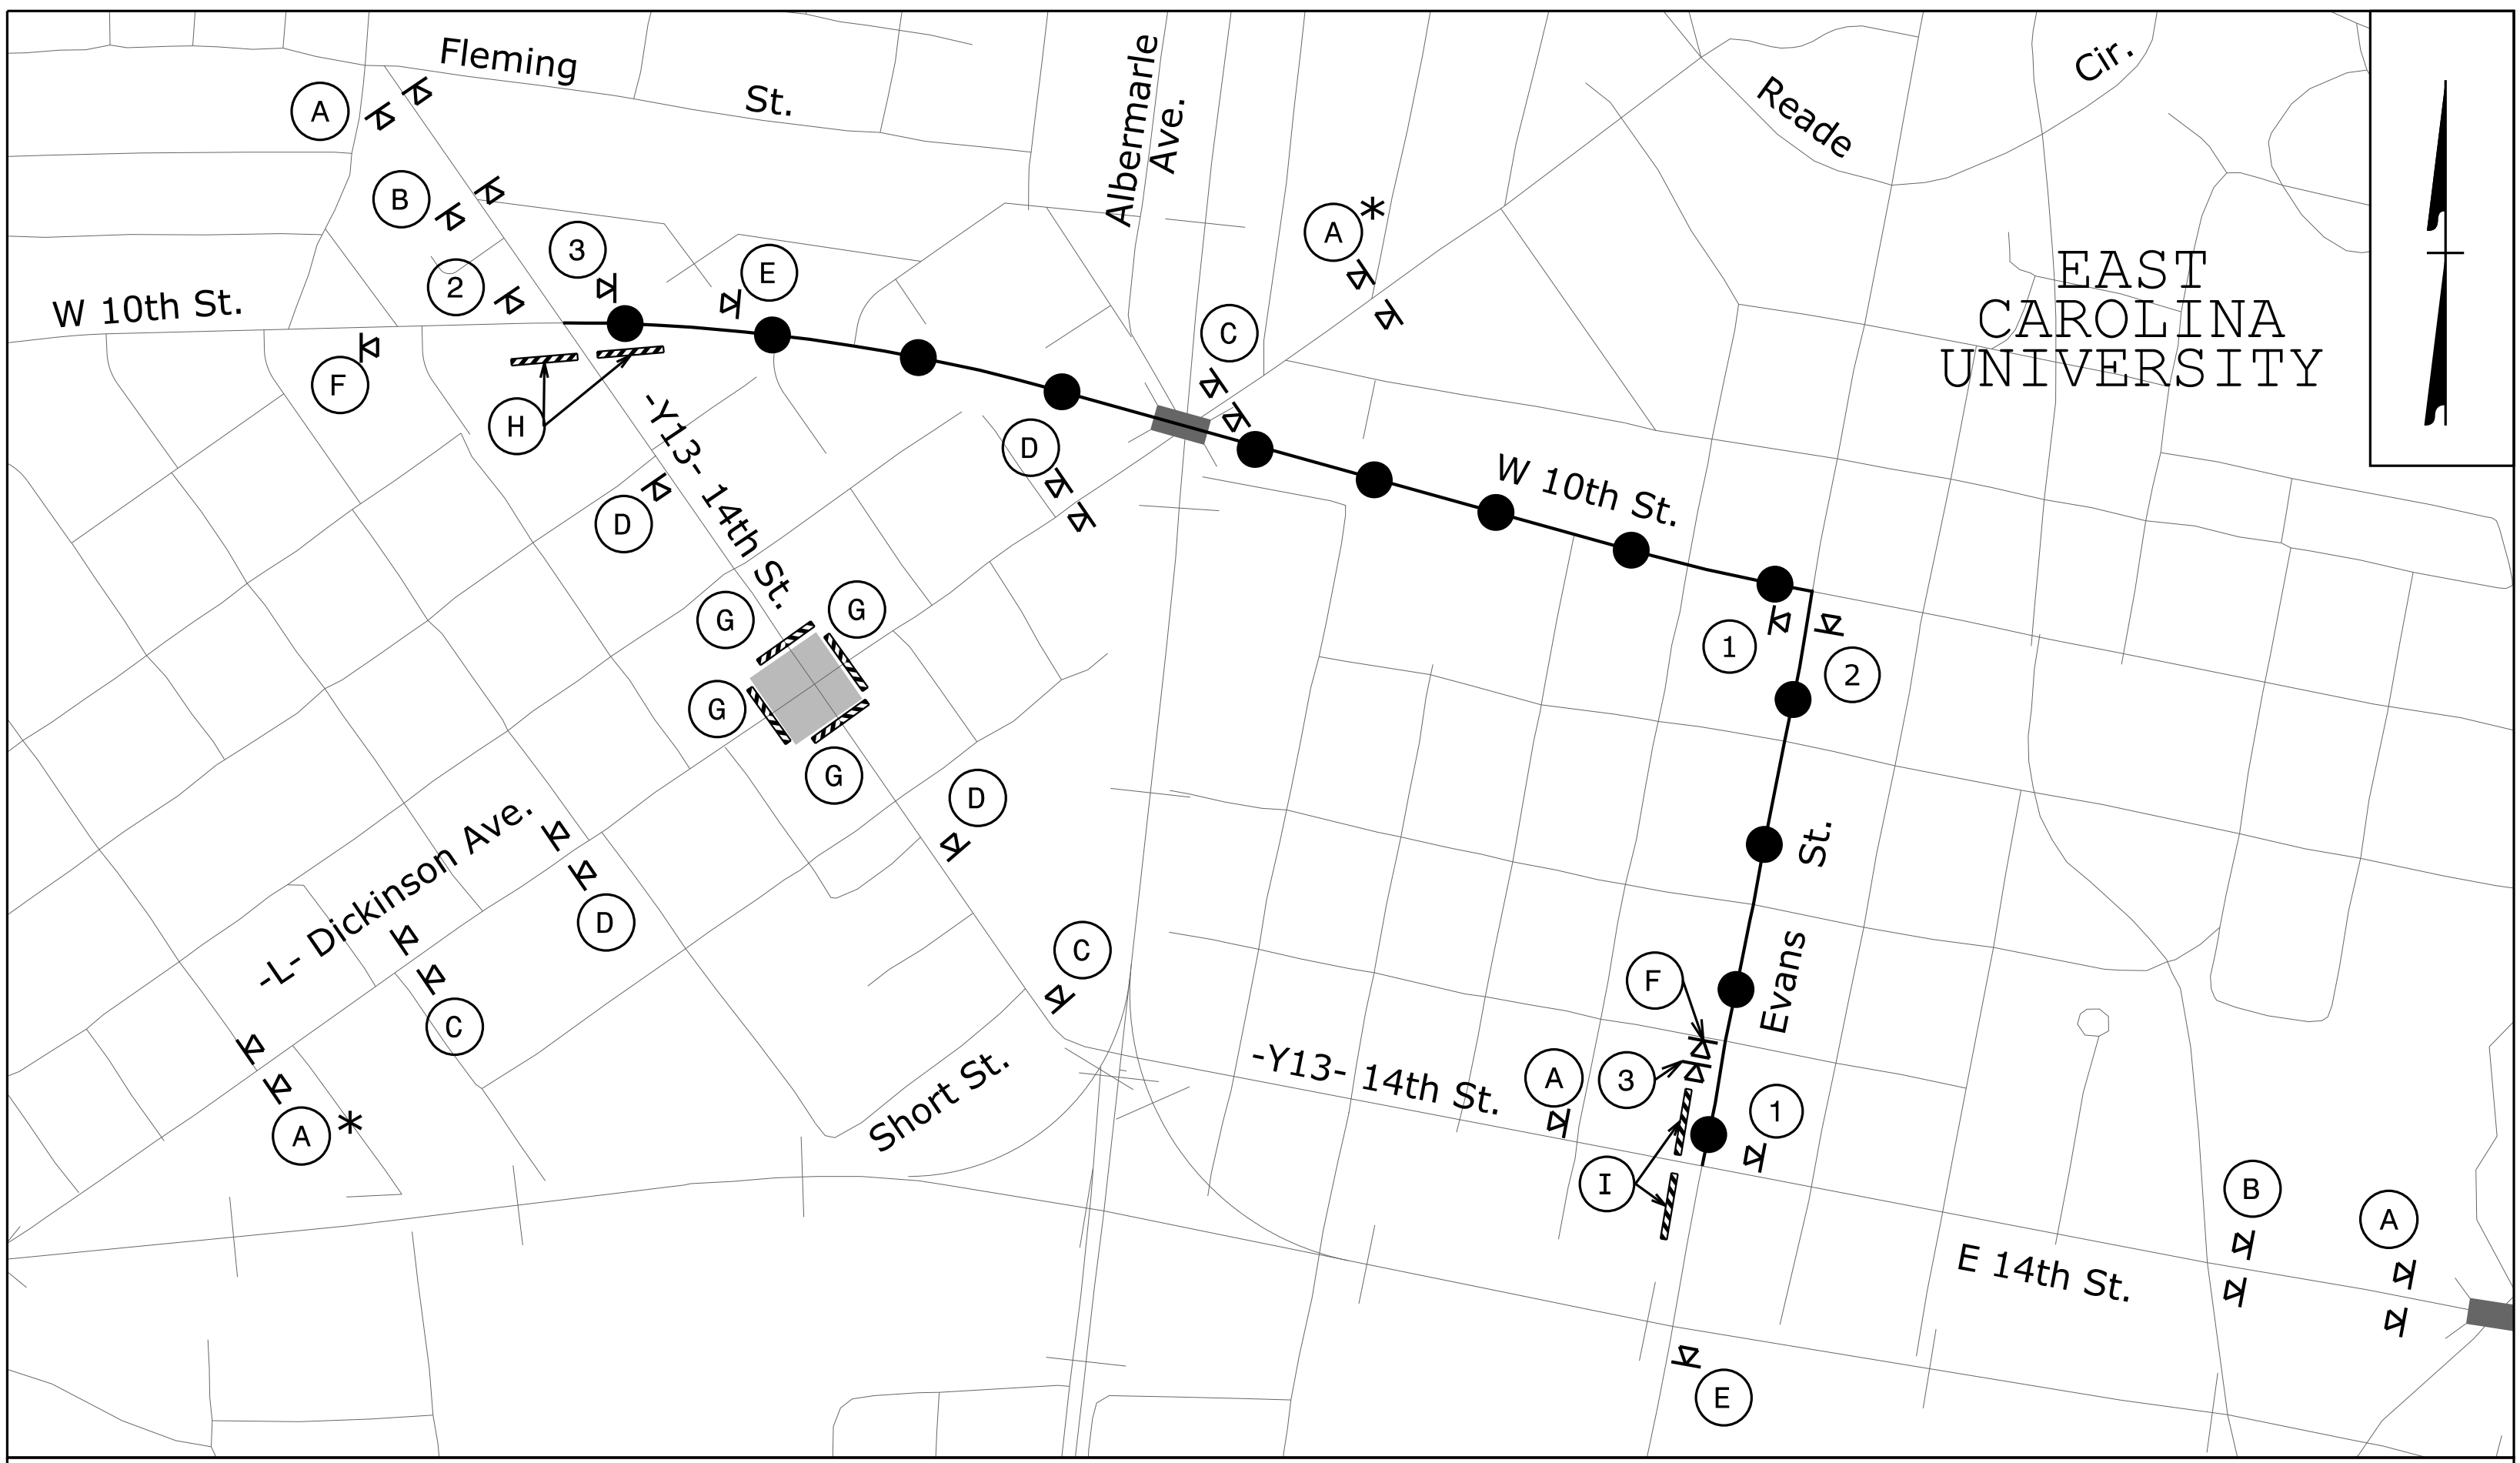 Fleming
St.
Albermarle
Ave.
Reade
Cir.
A
B
3
E
2
A*
C
W 10th St.
F
H
EAST
CAROLINA
UNIVERSITY
-Y13- 14th St.
D
D
W 10th St.
G
G
G
G
1
2
D
St.
Evans
-L- Dickinson Ave.
D
C
C
F
A*
Short St.
-Y13- 14th St.
A
3
1
I
B
A
E 14th St.
E